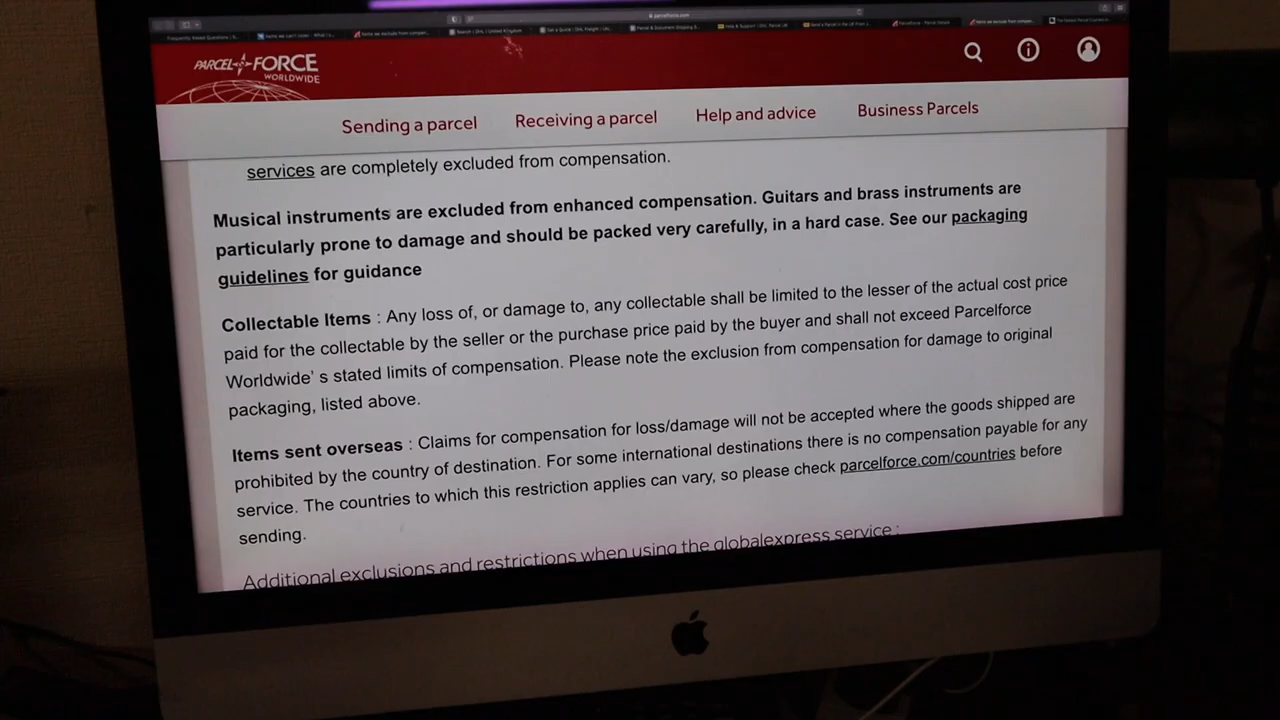 parcelforce.com
PARCEL FORCE
WORLDWIDE
Sending a parcel
Receiving a parcel
Help and advice
Business Parcels
services are completely excluded from compensation.
Musical instruments are excluded from enhanced compensation. Guitars and brass instruments are
particularly prone to damage and should be packed very carefully, in a hard case. See our packaging
guidelines for guidance
Collectable Items : Any loss of, or damage to, any collectable shall be limited to the lesser of the actual cost price
paid for the collectable by the seller or the purchase price paid by the buyer and shall not exceed Parcelforce
Worldwide' s stated limits of compensation. Please note the exclusion from compensation for damage to original
packaging, listed above.
Items sent overseas : Claims for compensation for loss/damage will not be accepted where the goods shipped are
prohibited by the country of destination. For some international destinations there is no compensation payable for any
service. The countries to which this restriction applies can vary, so please check parcelforce.com/countries before
sending.
Additional exclusions and restrictions when using the globalexpress service :